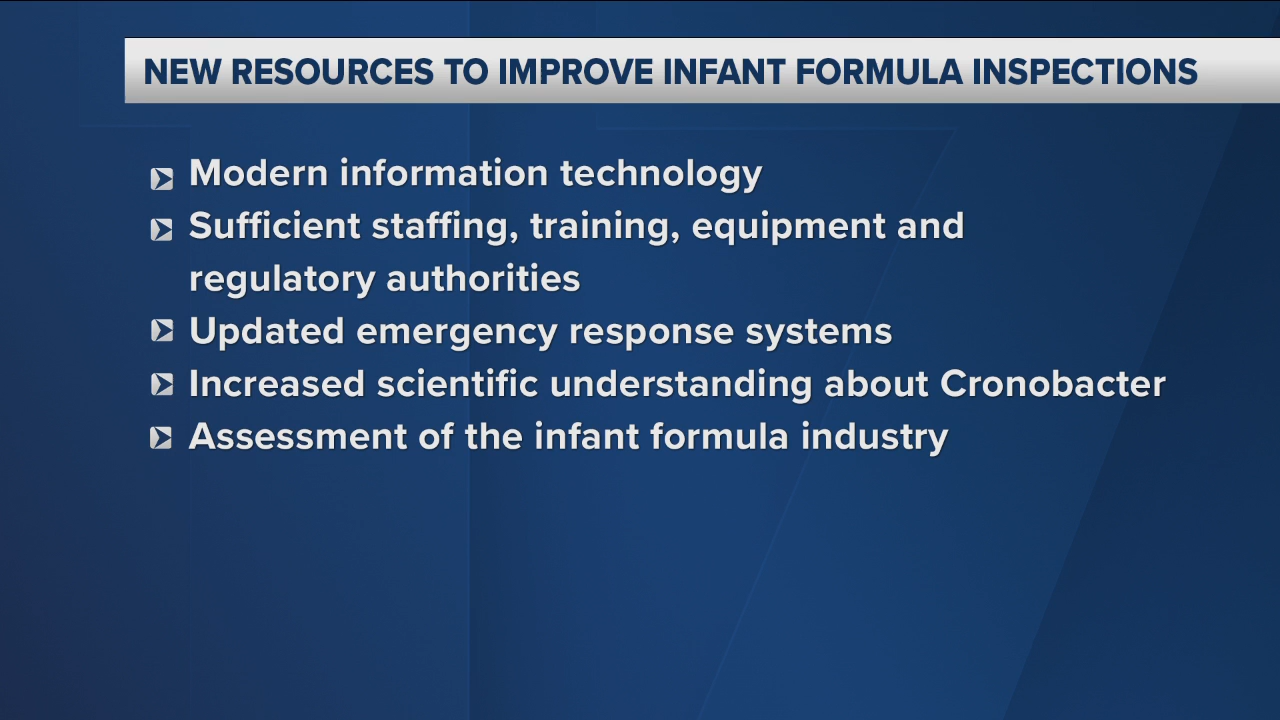 NEW RESOURCES TO IMPROVE INFANT FORMULA INSPECTIONS
Modern information technology
Sufficient staffing, training, equipment and
regulatory authorities
Updated emergency response systems
Increased scientific understanding about Cronobacter
Assessment of the infant formula industry